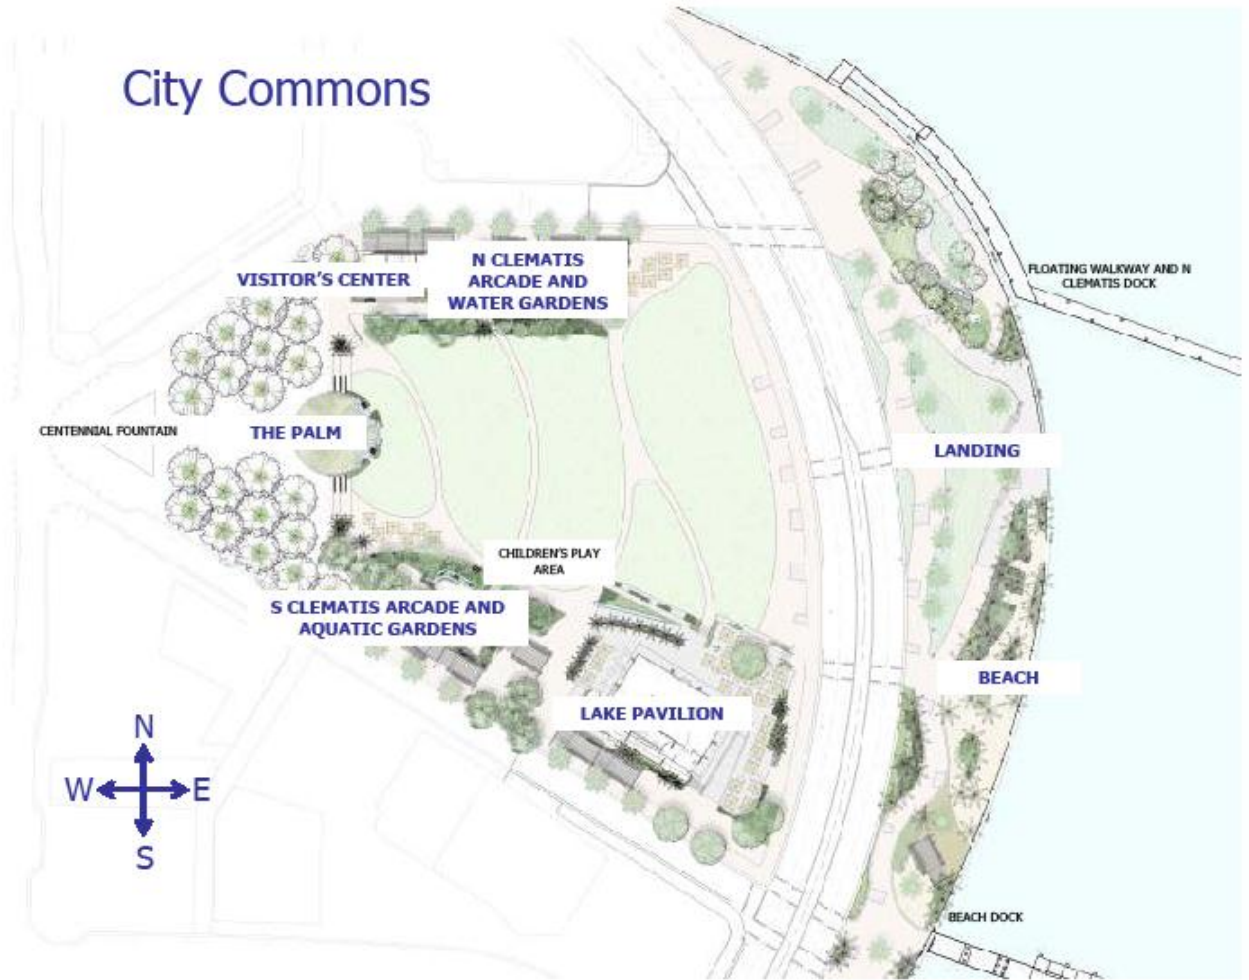 City Commons
VISITOR'S CENTER
N CLEMATIS
ARCADE AND
WATER GARDENS
FLOATING WALKWAY AND N
CLEMATIS DOCK
CENTENNIAL FOUNTAIN
THE PALM
LANDING
CHILDREN'S PLAY
AREA
S CLEMATIS ARCADE AND
AQUATIC GARDENS
BEACH
LAKE PAVILION
N
W E
S
BEACH DOCK